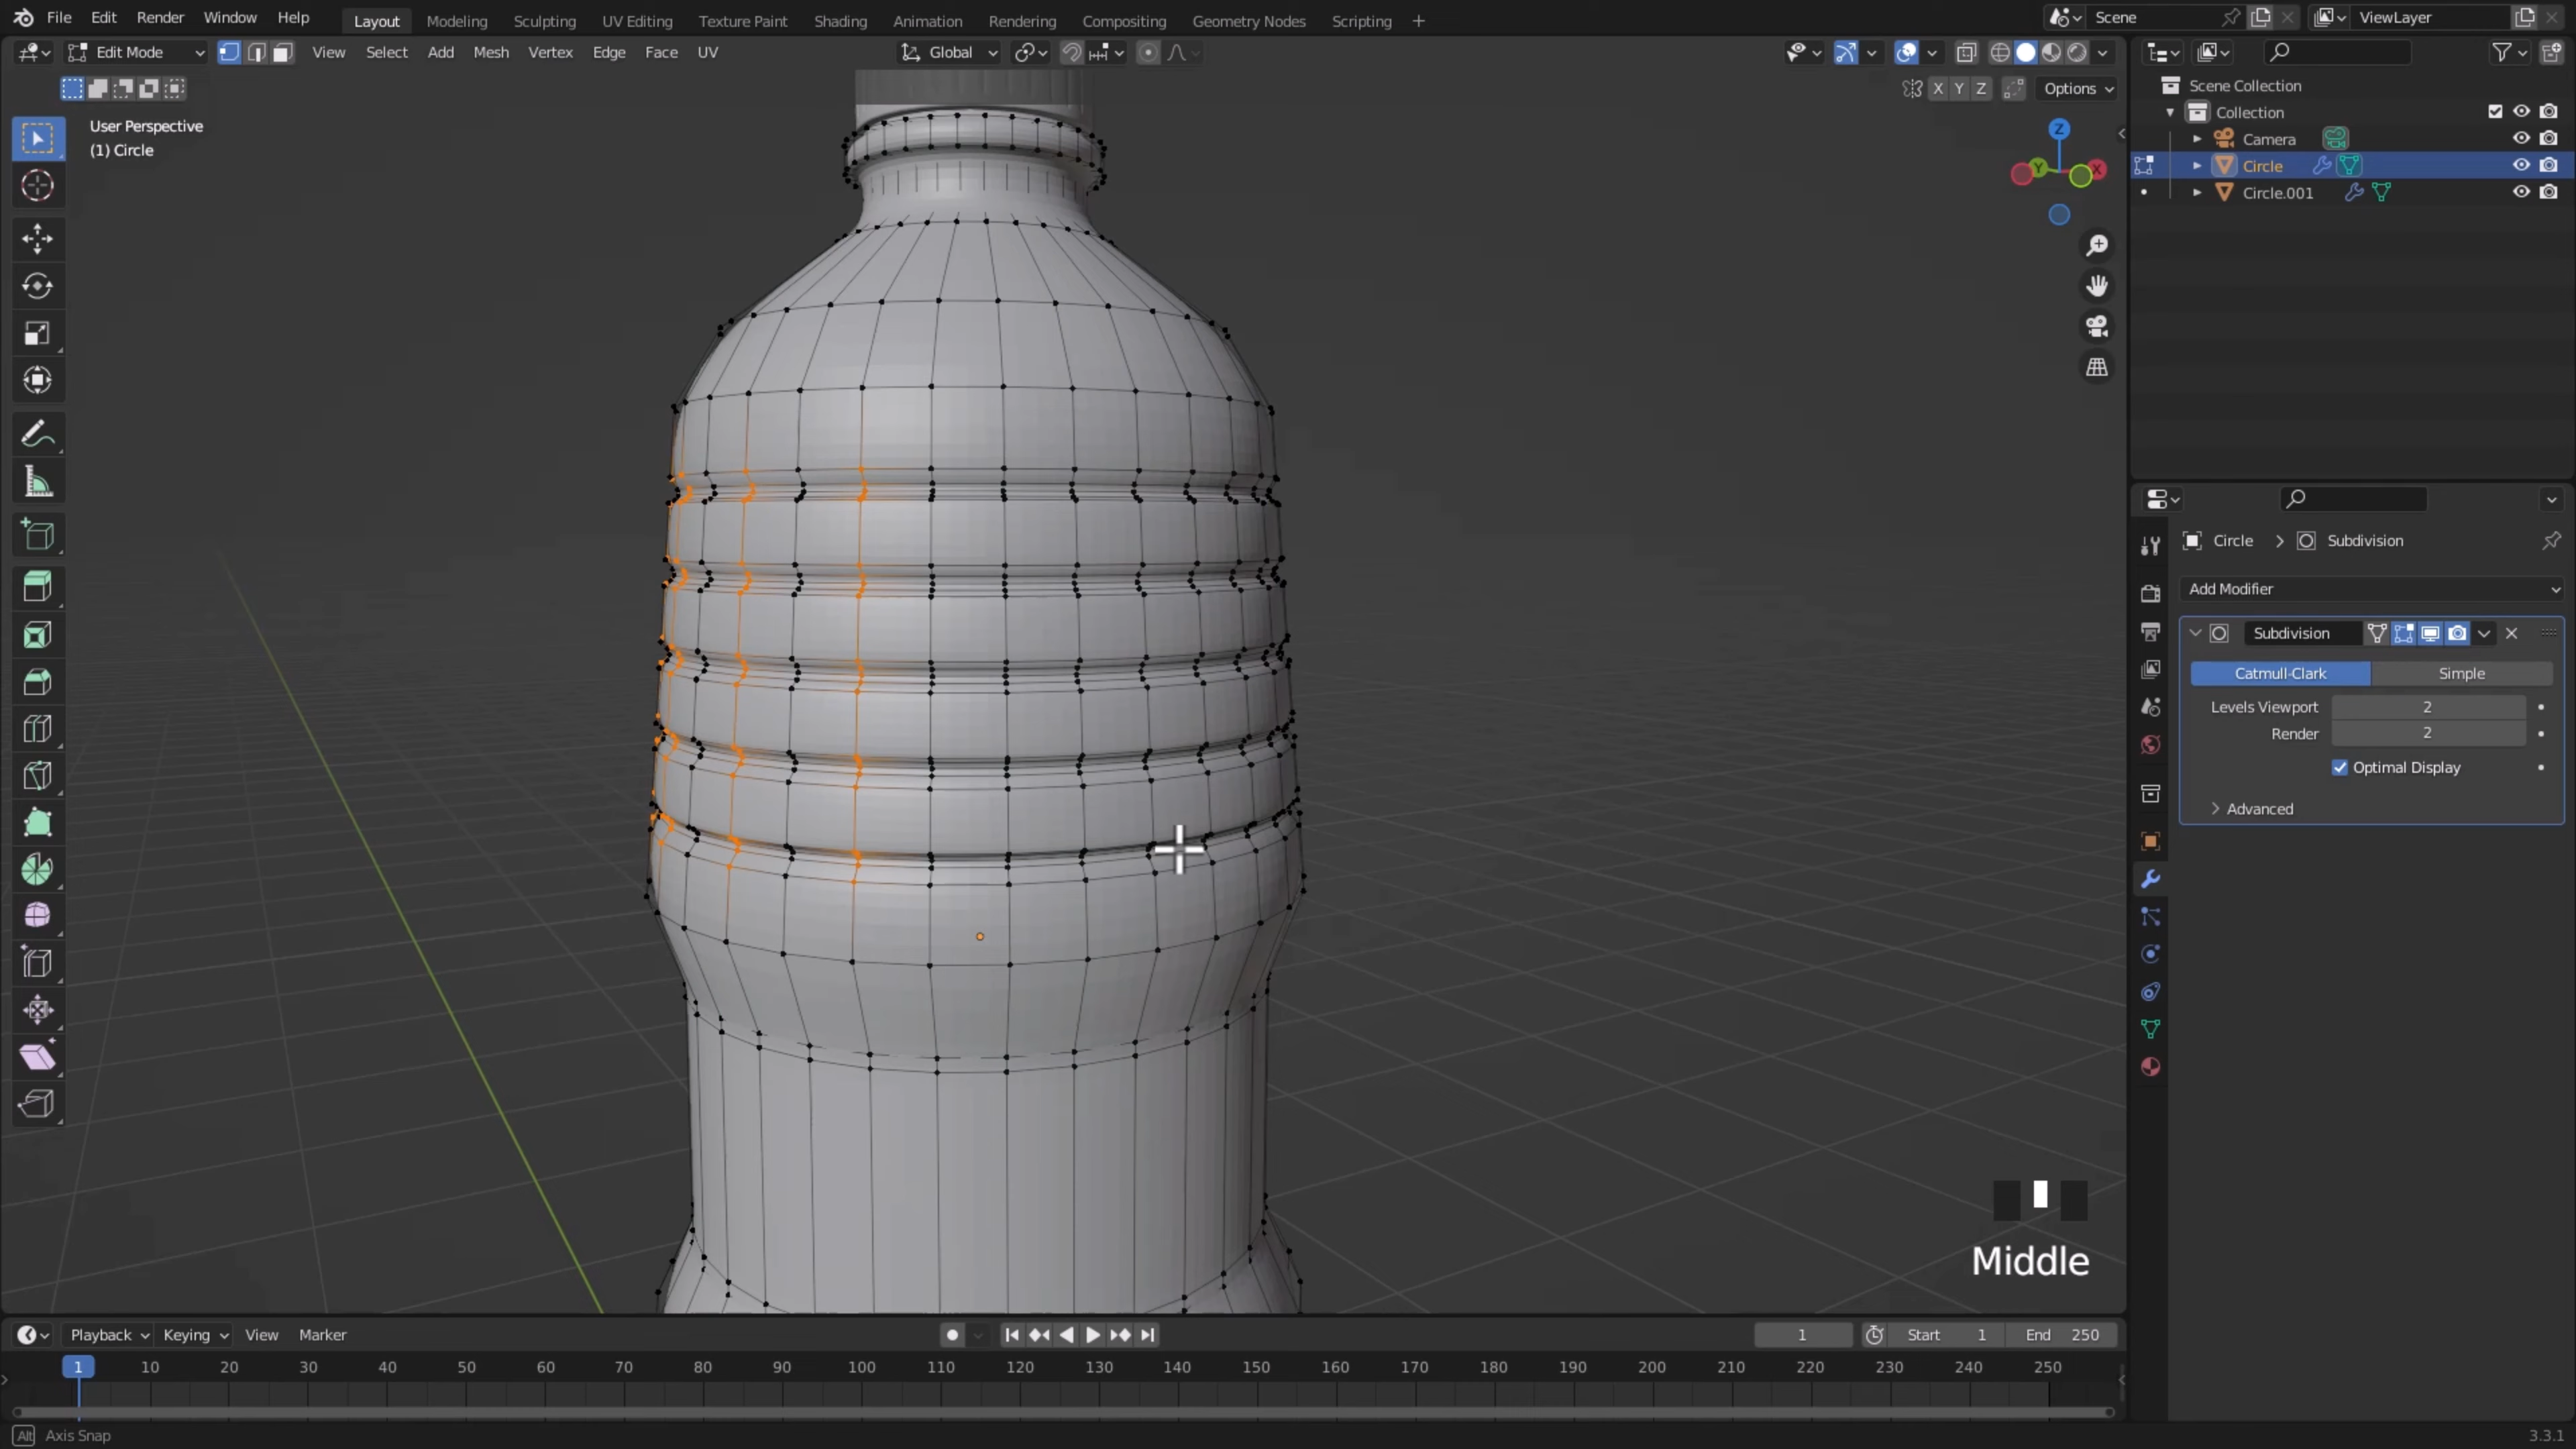 File Edit Render Window Help
Layout Modeling Sculpting UV Editing Texture Paint Shading Animation Rendering Compositing Geometry Nodes Scripting +
Scene
ViewLayer
Edit Mode View Select Add Mesh Vertex Edge Face UV
Global
X Y Z Options
User Perspective
(1) Circle
Z
Y
X
Scene Collection
Collection
Camera
Circle
Circle.001
Circle > Subdivision
Add Modifier
Subdivision
Catmull-Clark Simple
Levels Viewport 2
Render 2
Optimal Display
Advanced
Middle
Playback Keying View Marker
1 Start 1 End 250
1 10 20 30 40 50 60 70 80 90 100 110 120 130 140 150 160 170 180 190 200 210 220 230 240 250
Alt Axis Snap
3.3.1